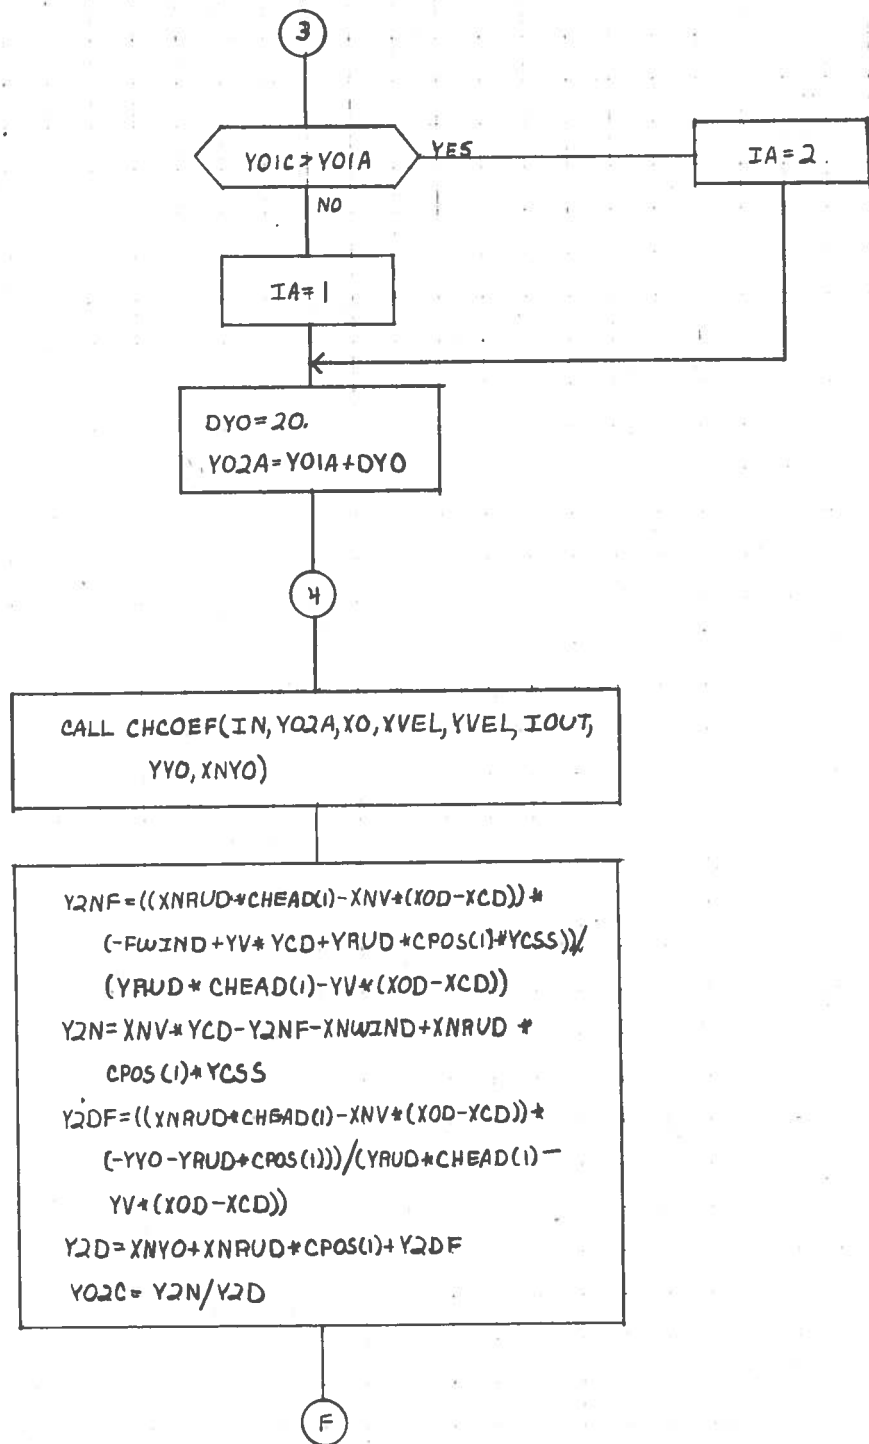 3
YO1C>YO1A
YES
IA=2.
NO
IA=1
DYO=20.
YO2A=YO1A+DYO
4
CALL CHCOEF(IN,YO2A,XO,XVEL,YVEL,IOUT,
YYO,XNYO)
Y2NF=((XNRUD*CHEAD(1)-XNV*(XOD-XCD))*
(-FWIND+YV*YCD+YRUD*CPOS(1)*YCSS))/
(YRUD*CHEAD(1)-YV*(XOD-XCD))
Y2N=XNV*YCD-Y2NF-XNWIND+XNRUD*
CPOS(1)*YCSS
Y2DF=((XNRUD*CHEAD(1)-XNV*(XOD-XCD))*
(-YYO-YRUD*CPOS(1)))/(YRUD*CHEAD(1)-
YV*(XOD-XCD))
Y2D=XNYO+XNRUD*CPOS(1)+Y2DF
YO2C=Y2N/Y2D
F